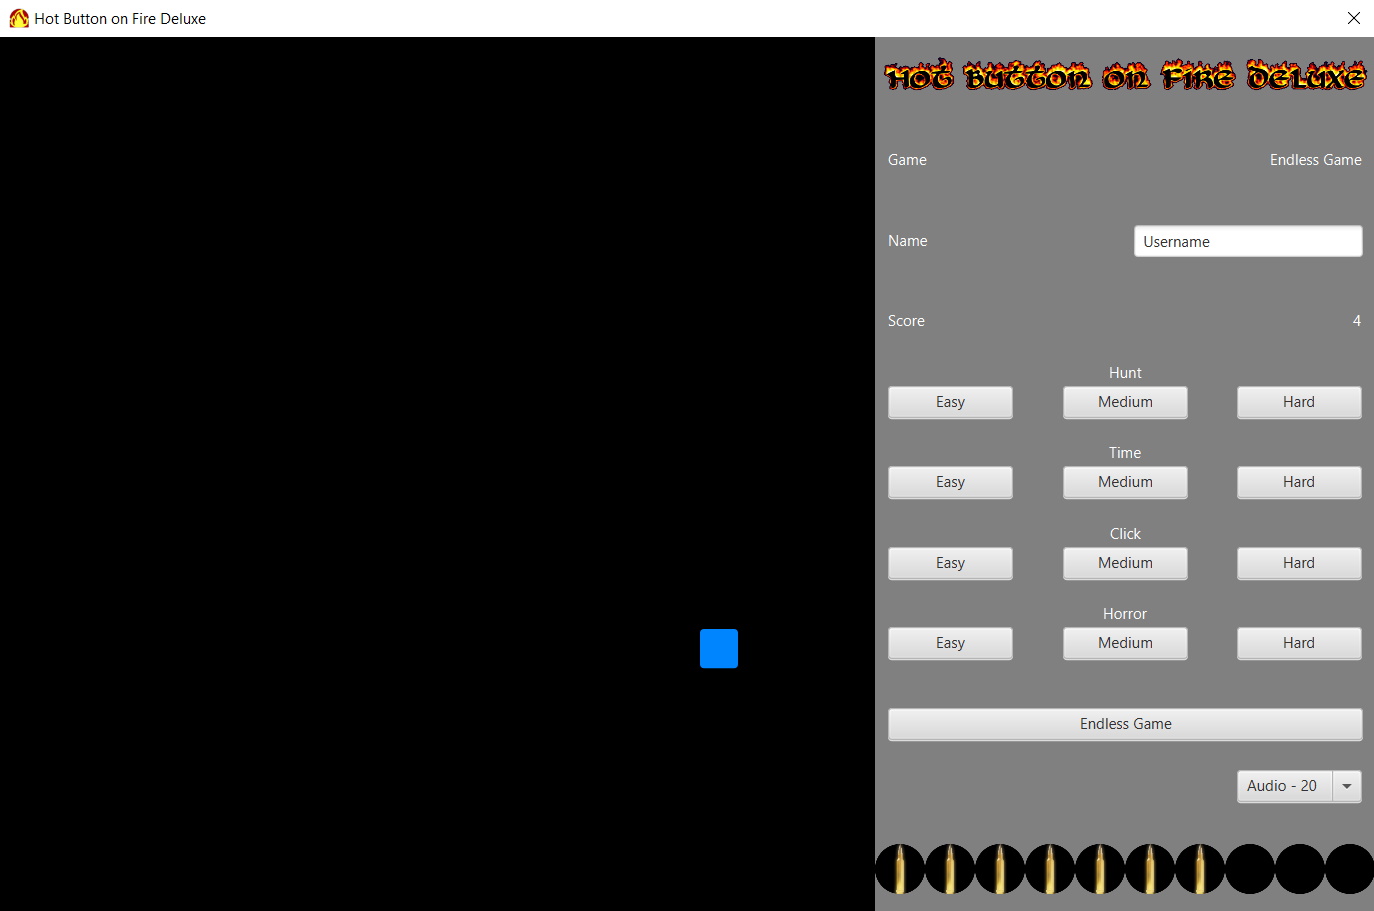 Hot Button on Fire Deluxe
Hot Button on Fire Deluxe
Game Endless Game
Name Username
Score 4
Hunt
Easy Medium Hard
Time
Easy Medium Hard
Click
Easy Medium Hard
Horror
Easy Medium Hard
Endless Game
Audio - 20